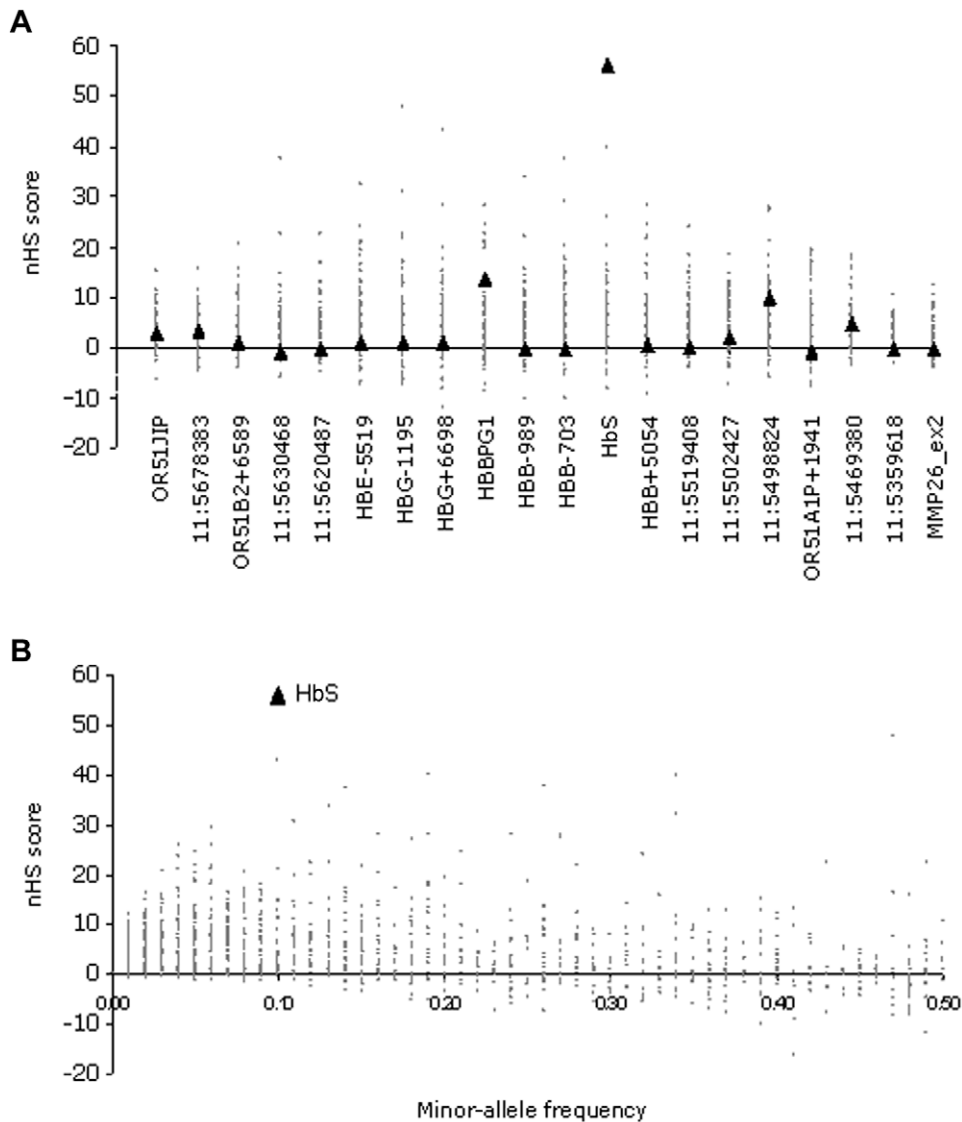 A
60
50
40
30
20
10
0
-10
-20
nHS score
OR51JIP
11:5678383
OR51B2+6589
11:5630468
11:5620487
HBE-5519
HBG-1195
HBG+6698
HBBPG1
HBB-989
HBB-703
HbS
HBB+5054
11:5519408
11:5502427
11:5498824
OR51A1P+1941
11:5469380
11:5359618
MMP26_ex2
B
60
50
40
30
20
10
0
-10
-20
nHS score
HbS
0.00 0.10 0.20 0.30 0.40 0.50
Minor-allele frequency